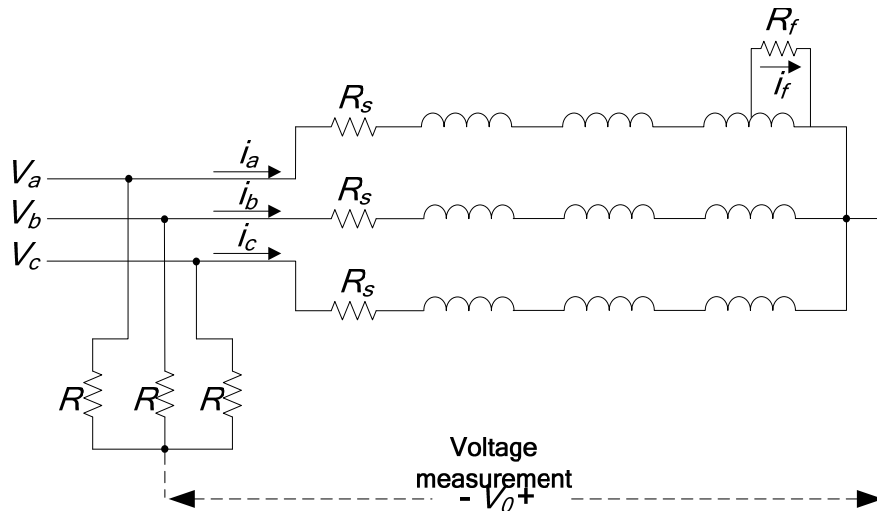 R_f
i_f
R_s
i_a
V_a
i_b
R_s
V_b
i_c
V_c
R_s
R R R
Voltage
measurement
- V_0 +